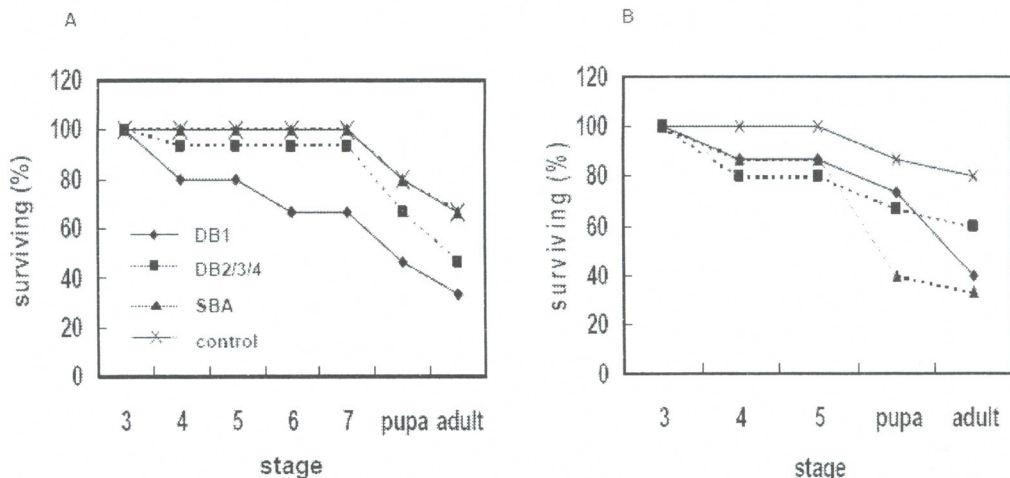 A
surviving (%)
120
100
80
60
40
20
0
DB1
DB2/3/4
SBA
control
3 4 5 6 7 pupa adult
stage
B
surviving (%)
120
100
80
60
40
20
0
3 4 5 pupa adult
stage